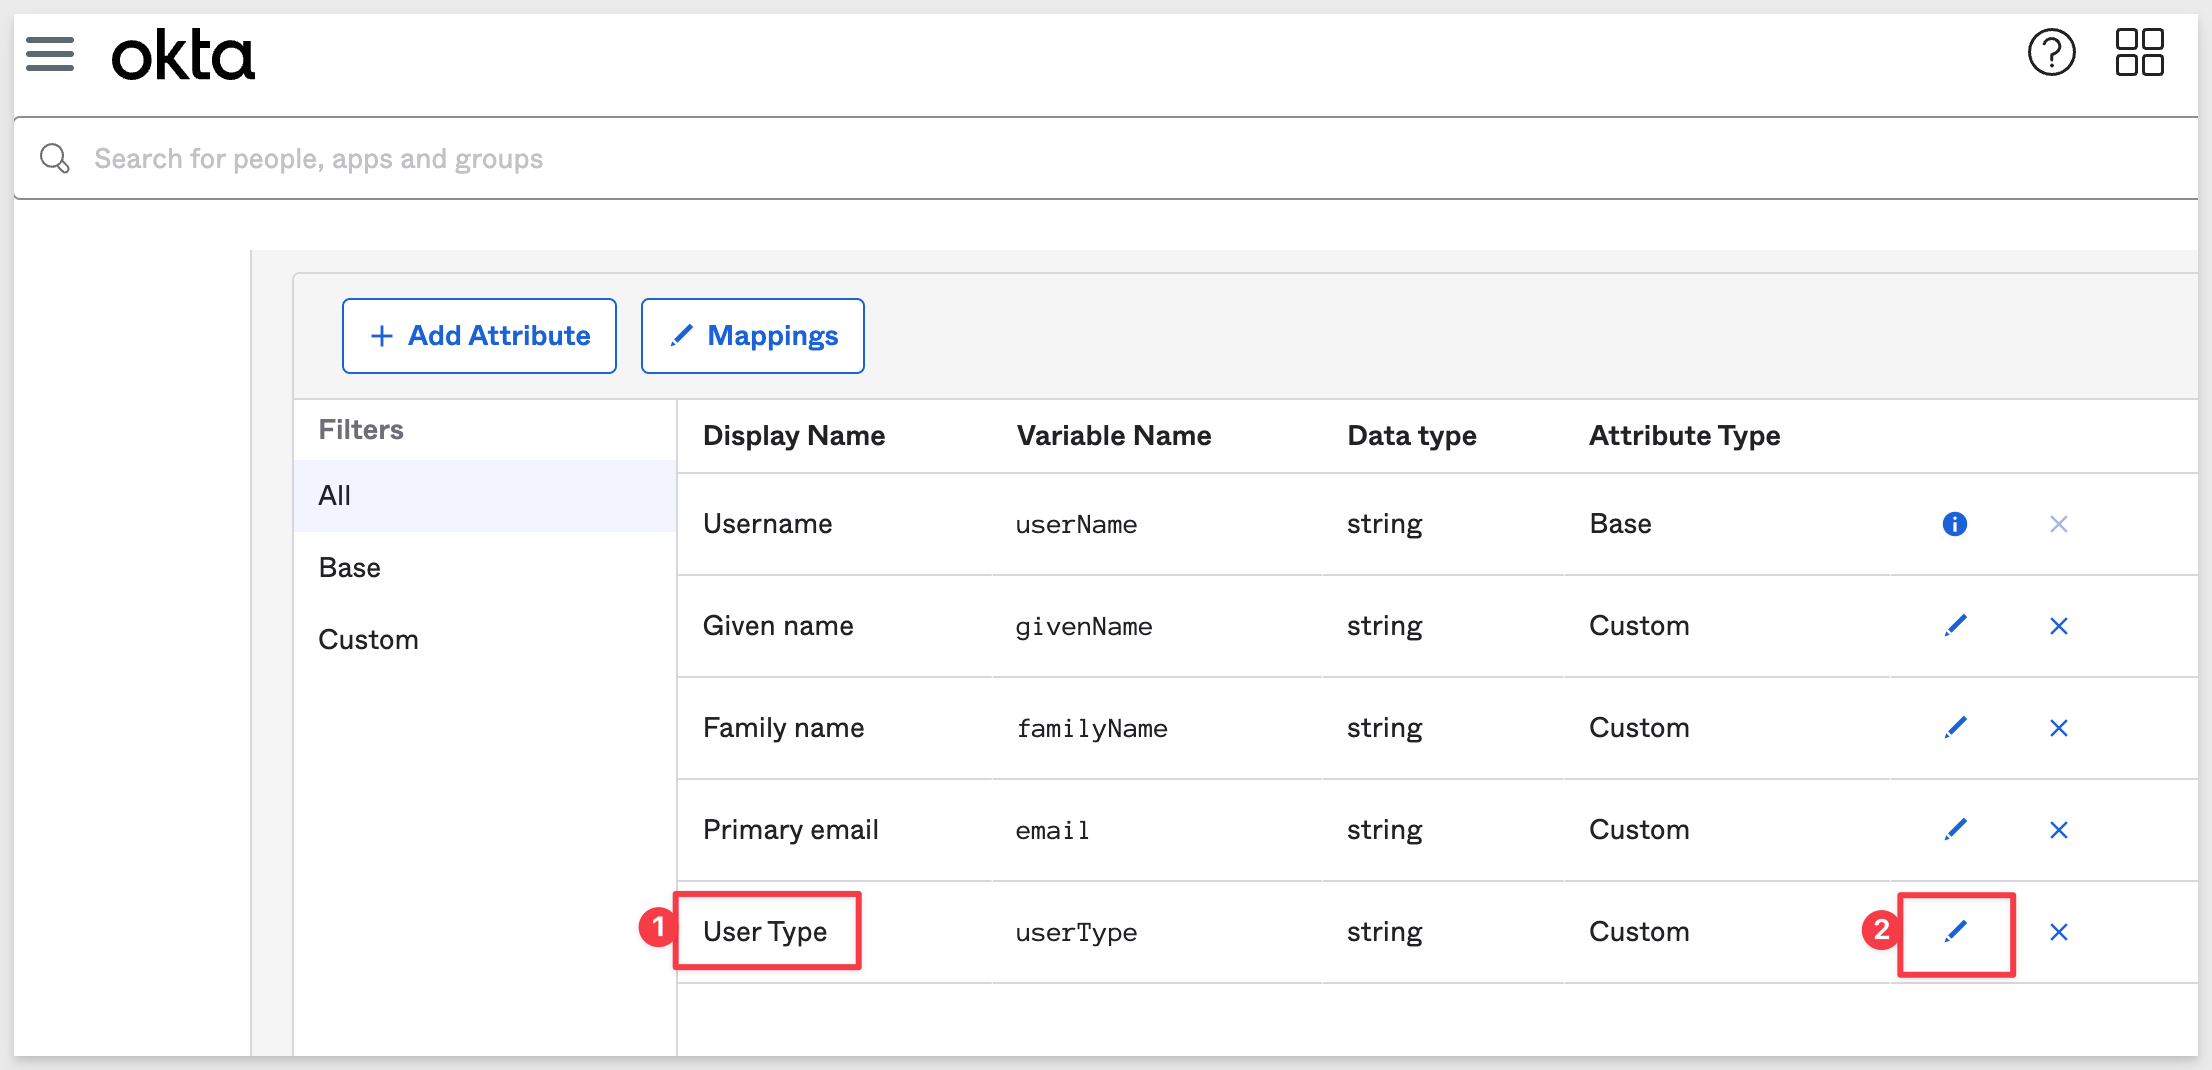 okta
Search for people, apps and groups
+ Add Attribute
Mappings
Filters
All
Base
Custom
Display Name Variable Name Data type Attribute Type
Username userName string Base
Given name givenName string Custom
Family name familyName string Custom
Primary email email string Custom
1 User Type userType string Custom 2